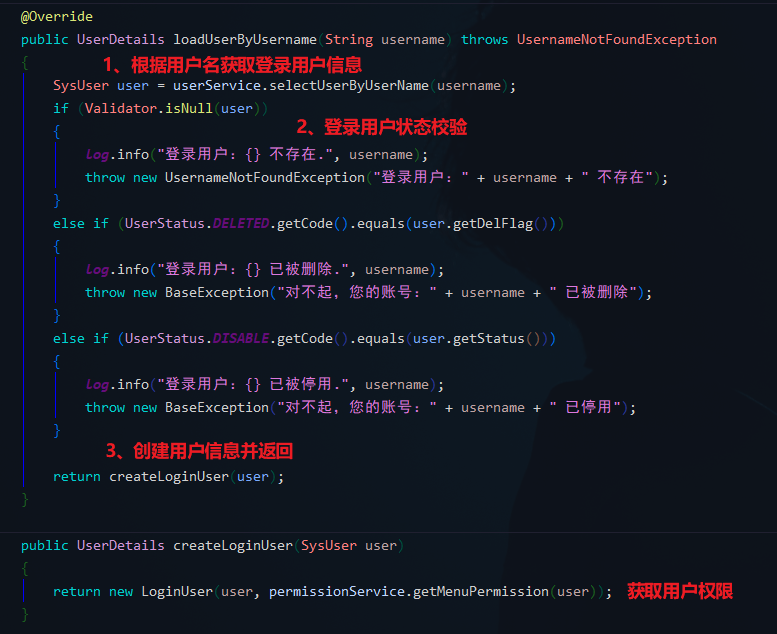 @Override
public UserDetails loadUserByUsername(String username) throws UsernameNotFoundException
{
1、根据用户名获取登录用户信息
SysUser user = userService.selectUserByUserName(username);
if (Validator.isNull(user))
2、登录用户状态校验
{
log.info("登录用户：{} 不存在.", username);
throw new UsernameNotFoundException("登录用户：" + username + " 不存在");
}
else if (UserStatus.DELETED.getCode().equals(user.getDelFlag()))
{
log.info("登录用户：{} 已被删除.", username);
throw new BaseException("对不起，您的账号：" + username + " 已被删除");
}
else if (UserStatus.DISABLE.getCode().equals(user.getStatus()))
{
log.info("登录用户：{} 已被停用.", username);
throw new BaseException("对不起，您的账号：" + username + " 已停用");
}
3、创建用户信息并返回
return createLoginUser(user);
}
public UserDetails createLoginUser(SysUser user)
{
return new LoginUser(user, permissionService.getMenuPermission(user)); 获取用户权限
}